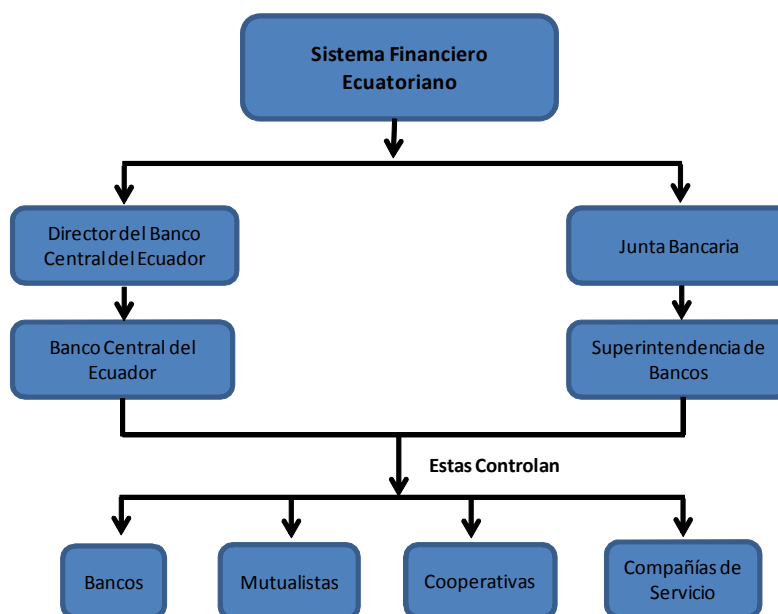 Sistema Financiero
Ecuatoriano
Director del Banco
Central del Ecuador
Junta Bancaria
Banco Central del
Ecuador
Superintendencia de
Bancos
Estas Controlan
Bancos
Mutualistas
Cooperativas
Compañías de
Servicio